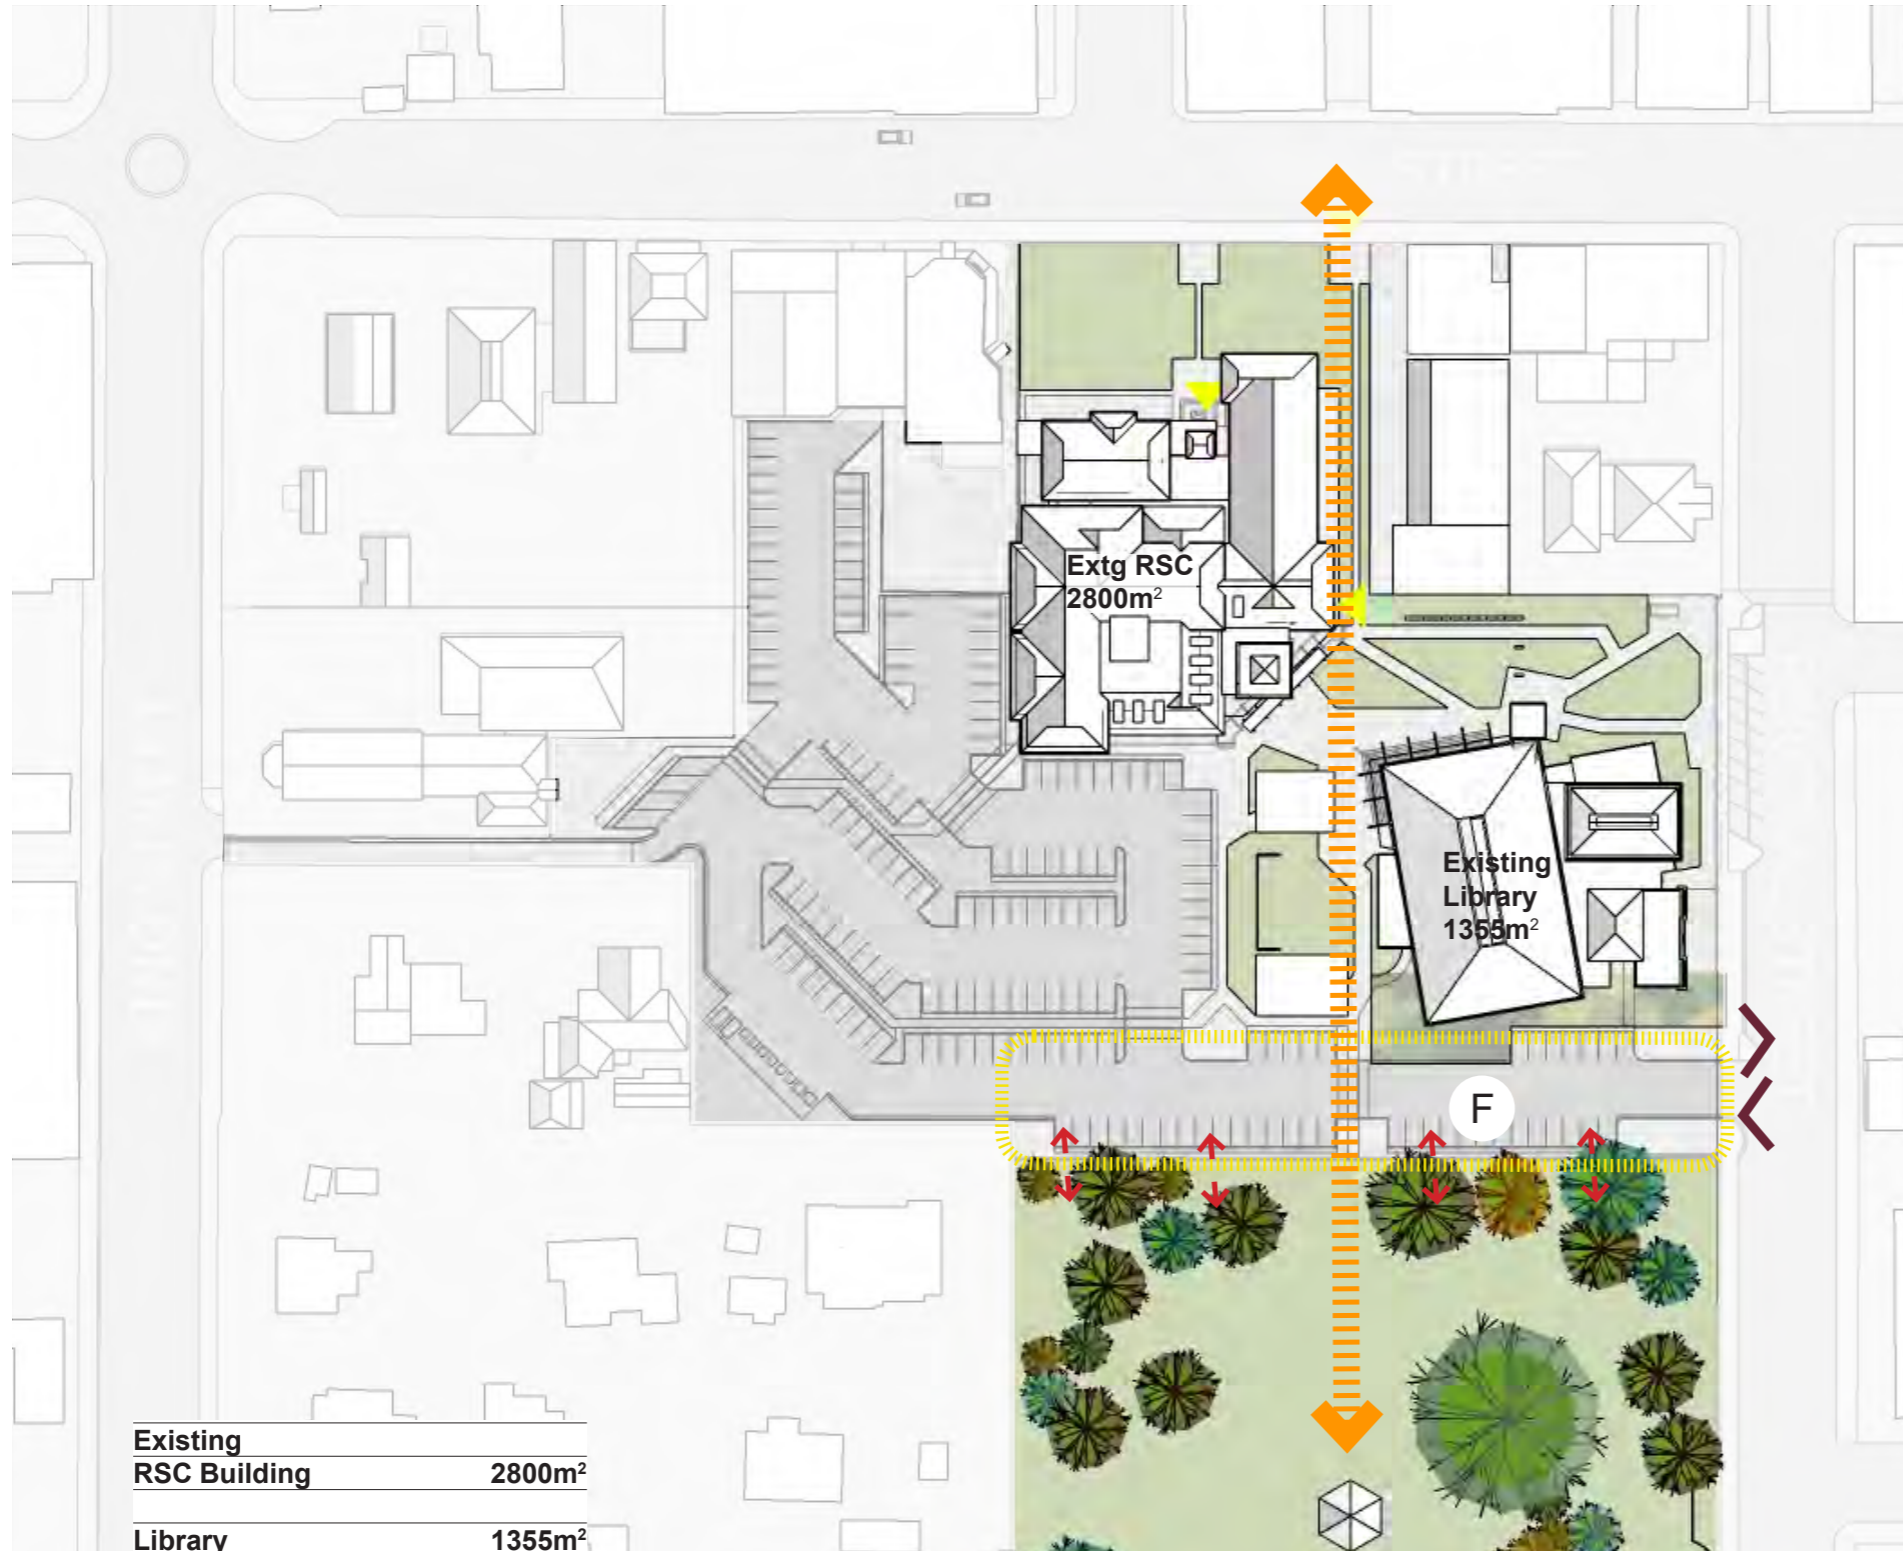 Extg RSC
2800m²
Existing
Library
1355m²
F
Existing
RSC Building 2800m²
Library 1355m²